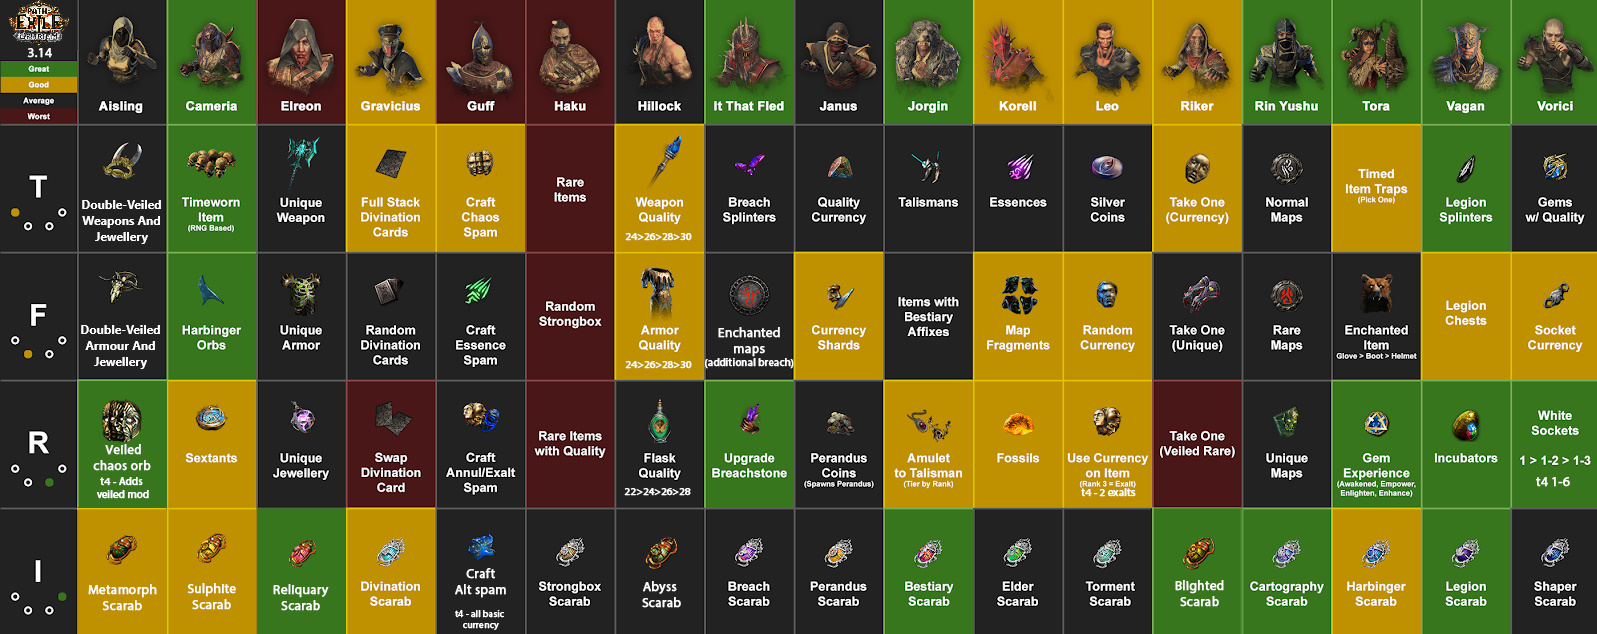 PATH OF
EXILE
3.14
Great
Good
Average
Worst
Aisling
Cameria
Elreon
Gravicius
Guff
Haku
Hillock
It That Fled
Janus
Jorgin
Korell
Leo
Riker
Rin Yushu
Tora
Vagan
Vorici
T
Double-Veiled
Weapons And
Jewellery
Timeworn
Item
(RNG Based)
Unique
Weapon
Full Stack
Divination
Cards
Craft
Chaos
Spam
Rare
Items
Weapon
Quality
24>26>28>30
Breach
Splinters
Quality
Currency
Talismans
Essences
Silver
Coins
Take One
(Currency)
Normal
Maps
Timed
Item Traps
(Pick One)
Legion
Splinters
Gems
w/ Quality
F
Double-Veiled
Armour And
Jewellery
Harbinger
Orbs
Unique
Armor
Random
Divination
Cards
Craft
Essence
Spam
Random
Strongbox
Armor
Quality
24>26>28>30
Enchanted
maps
(additional breach)
Currency
Shards
Items with
Bestiary
Affixes
Map
Fragments
Random
Currency
Take One
(Unique)
Rare
Maps
Enchanted
Item
Glove > Boot > Helmet
Legion
Chests
Socket
Currency
R
Veiled
chaos orb
t4 - Adds
veiled mod
Sextants
Unique
Jewellery
Swap
Divination
Card
Craft
Annul/Exalt
Spam
Rare Items
with Quality
Flask
Quality
22>24>26>28
Upgrade
Breachstone
Perandus
Coins
(Spawns Perandus)
Amulet
to Talisman
(Tier by Rank)
Fossils
Use Currency
on Item
(Rank 3 = Exalt)
t4 - 2 exalts
Take One
(Veiled Rare)
Unique
Maps
Gem
Experience
(Awakened, Empower,
Enlighten, Enhance)
Incubators
White
Sockets
1 > 1-2 > 1-3
t4 1-6
I
Metamorph
Scarab
Sulphite
Scarab
Reliquary
Scarab
Divination
Scarab
Craft
Alt spam
t4 - all basic
currency
Strongbox
Scarab
Abyss
Scarab
Breach
Scarab
Perandus
Scarab
Bestiary
Scarab
Elder
Scarab
Torment
Scarab
Blighted
Scarab
Cartography
Scarab
Harbinger
Scarab
Legion
Scarab
Shaper
Scarab